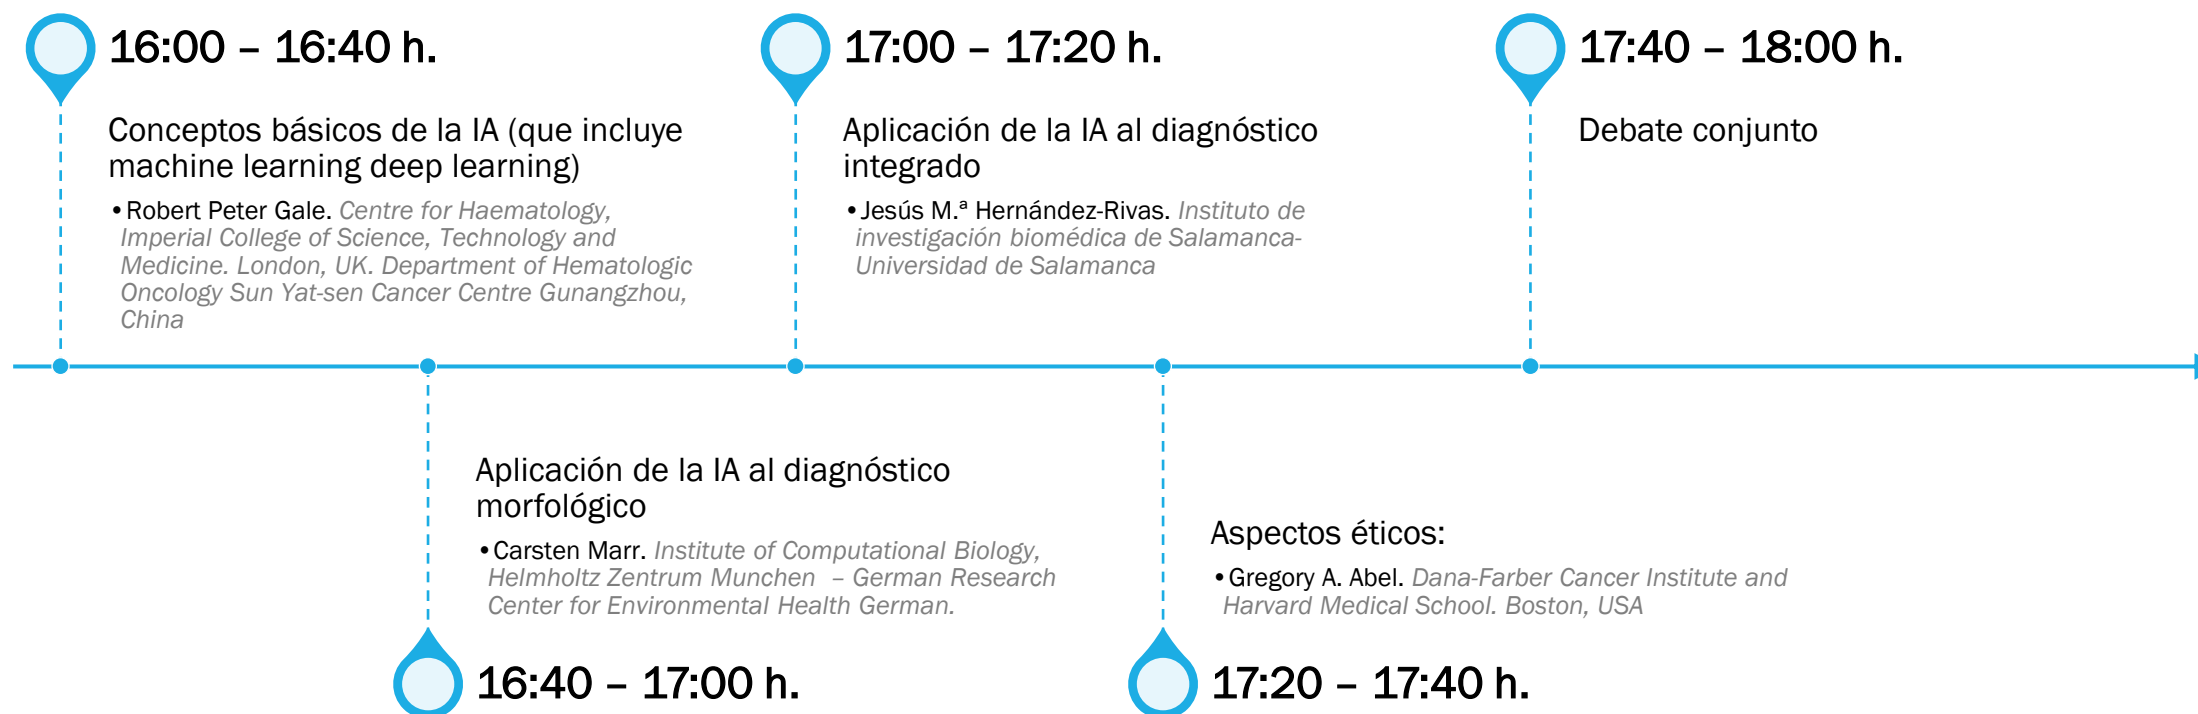 16:00 – 16:40 h.
Conceptos básicos de la IA (que incluye
machine learning deep learning)
•Robert Peter Gale. Centre for Haematology,
Imperial College of Science, Technology and
Medicine. London, UK. Department of Hematologic
Oncology Sun Yat-sen Cancer Centre Gunangzhou,
China
Aplicación de la IA al diagnóstico
morfológico
•Carsten Marr. Institute of Computational Biology,
Helmholtz Zentrum Munchen – German Research
Center for Environmental Health German.
16:40 – 17:00 h.
17:00 – 17:20 h.
Aplicación de la IA al diagnóstico
integrado
•Jesús M.ª Hernández-Rivas. Instituto de
investigación biomédica de Salamanca-
Universidad de Salamanca
Aspectos éticos:
•Gregory A. Abel. Dana-Farber Cancer Institute and
Harvard Medical School. Boston, USA
17:20 – 17:40 h.
17:40 – 18:00 h.
Debate conjunto